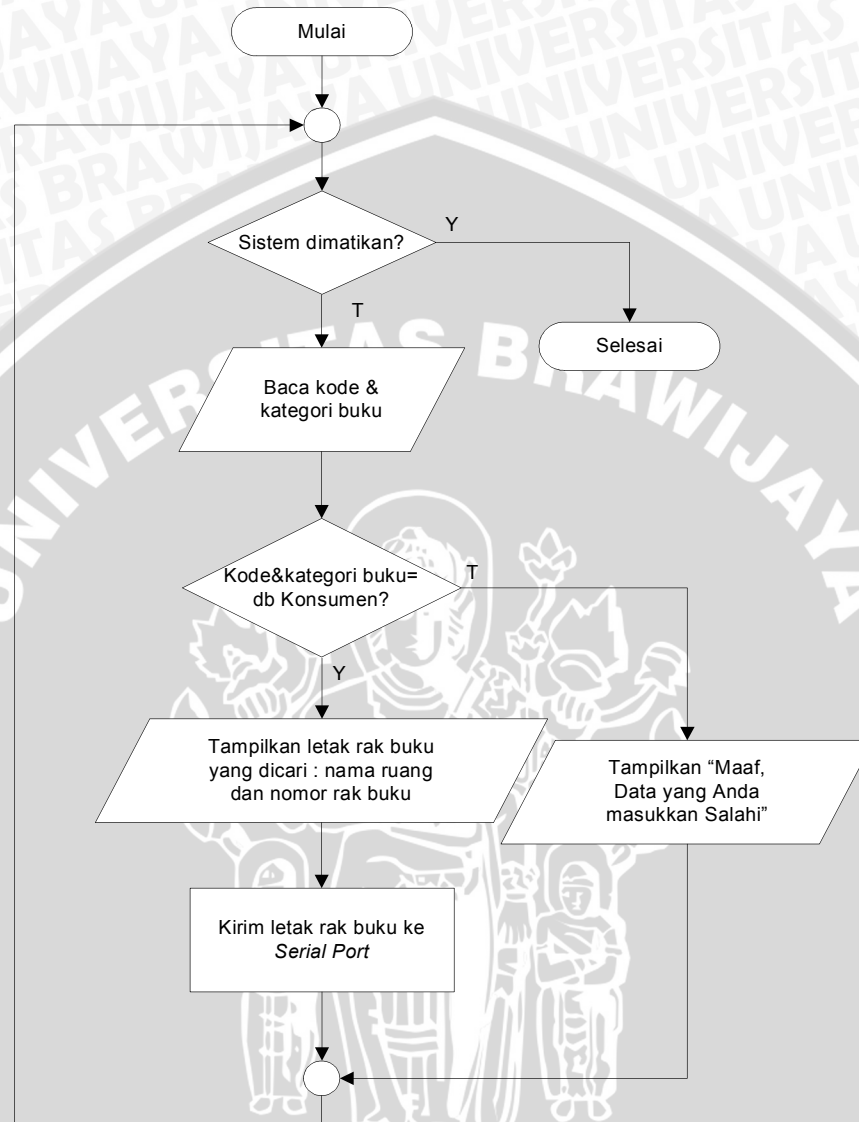 Mulai
Sistem dimatikan?
Y
T
Selesai
Baca kode &
kategori buku
Kode&kategori buku=
db Konsumen?
T
Y
Tampilkan letak rak buku
yang dicari : nama ruang
dan nomor rak buku
Tampilkan “Maaf,
Data yang Anda
masukkan Salahi”
Kirim letak rak buku ke
Serial Port
UNIVERSITAS BRAWIJAYA